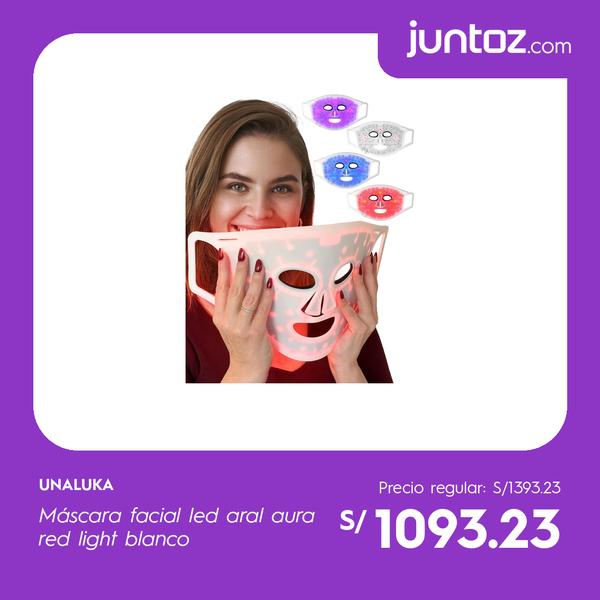 juntoz.com
UNALUKA
Máscara facial led aral aura
red light blanco
Precio regular: S/1393.23
S/ 1093.23